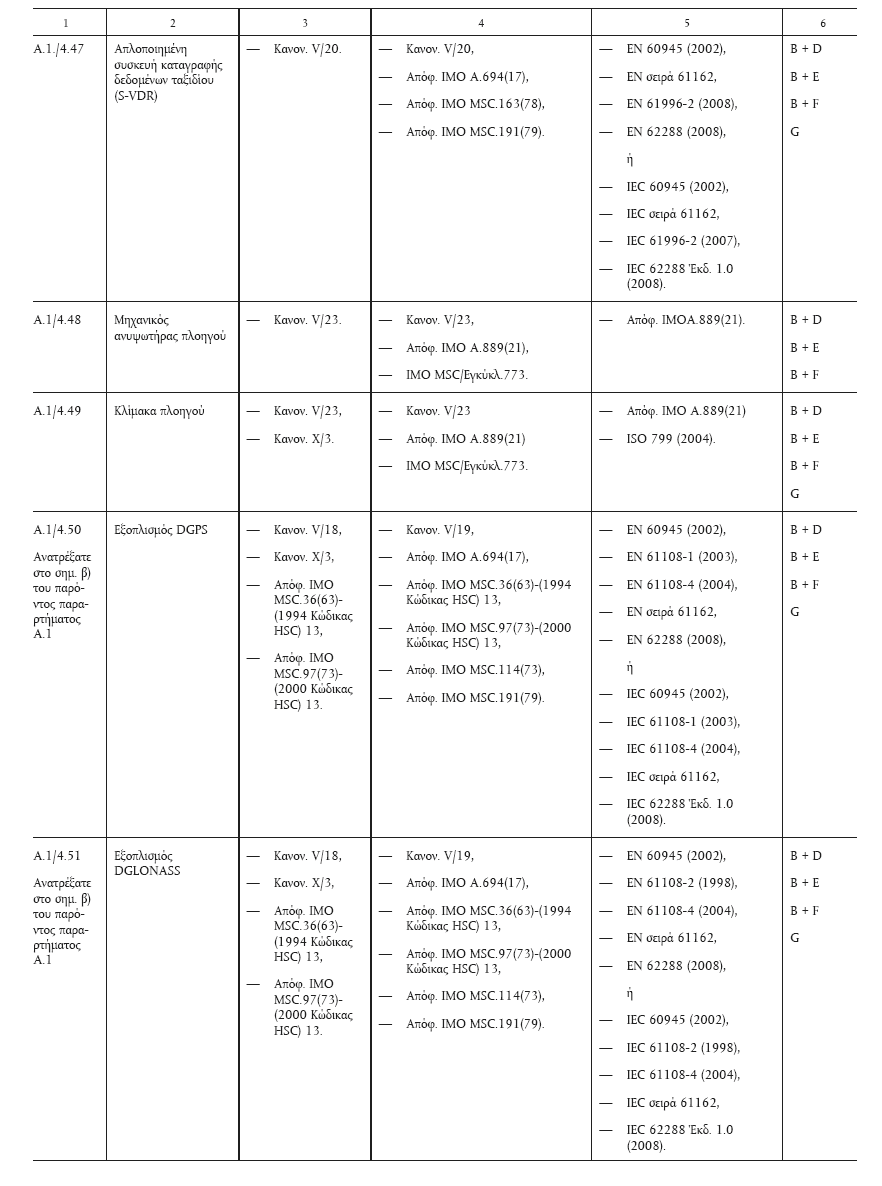 1 2 3 4 5 6
A.1./4.47
Απλοποιημένη
συσκευή καταγραφής
δεδομένων ταξιδίου
(S-VDR)
— Κανον. V/20.
— Κανον. V/20,
— Απόφ. IMO A.694(17),
— Απόφ. IMO MSC.163(78),
— Απόφ. IMO MSC.191(79).
— EN 60945 (2002),
— EN σειρά 61162,
— EN 61996-2 (2008),
— EN 62288 (2008),
ή
— IEC 60945 (2002),
— IEC σειρά 61162,
— IEC 61996-2 (2007),
— IEC 62288 Έκδ. 1.0
(2008).
B + D
B + E
B + F
G
A.1/4.48
Μηχανικός
ανυψωτήρας πλοηγού
— Κανον. V/23.
— Κανον. V/23,
— Απόφ. IMO A.889(21),
— IMO MSC/Εγκύκλ.773.
— Απόφ. IMOA.889(21).
B + D
B + E
B + F
A.1/4.49
Κλίμακα πλοηγού
— Κανον. V/23,
— Κανον. X/3.
— Κανον. V/23
— Απόφ. IMO A.889(21)
— IMO MSC/Εγκύκλ.773.
— Απόφ. IMO A.889(21)
— ISO 799 (2004).
B + D
B + E
B + F
G
A.1/4.50
Ανατρέξατε
στο σημ. β)
του παρό-
ντος παρα-
ρτήματος
A.1
Εξοπλισμός DGPS
— Κανον. V/18,
— Κανον. X/3,
— Απόφ. IMO
MSC.36(63)-
(1994 Κώδικας
HSC) 13,
— Απόφ. IMO
MSC.97(73)-
(2000 Κώδικας
HSC) 13.
— Κανον. V/19,
— Απόφ. IMO A.694(17),
— Απόφ. IMO MSC.36(63)-(1994
Κώδικας HSC) 13,
— Απόφ. IMO MSC.97(73)-(2000
Κώδικας HSC) 13,
— Απόφ. IMO MSC.114(73),
— Απόφ. IMO MSC.191(79).
— EN 60945 (2002),
— EN 61108-1 (2003),
— EN 61108-4 (2004),
— EN σειρά 61162,
— EN 62288 (2008),
ή
— IEC 60945 (2002),
— IEC 61108-1 (2003),
— IEC 61108-4 (2004),
— IEC σειρά 61162,
— IEC 62288 Έκδ. 1.0
(2008).
B + D
B + E
B + F
G
A.1/4.51
Ανατρέξατε
στο σημ. β)
του παρό-
ντος παρα-
ρτήματος
A.1
Εξοπλισμός
DGLONASS
— Κανον. V/18,
— Κανον. X/3,
— Απόφ. IMO
MSC.36(63)-
(1994 Κώδικας
HSC) 13,
— Απόφ. IMO
MSC.97(73)-
(2000 Κώδικας
HSC) 13.
— Κανον. V/19,
— Απόφ. IMO A.694(17),
— Απόφ. IMO MSC.36(63)-(1994
Κώδικας HSC) 13,
— Απόφ. IMO MSC.97(73)-(2000
Κώδικας HSC) 13,
— Απόφ. IMO MSC.114(73),
— Απόφ. IMO MSC.191(79).
— EN 60945 (2002),
— EN 61108-2 (1998),
— EN 61108-4 (2004),
— EN σειρά 61162,
— EN 62288 (2008),
ή
— IEC 60945 (2002),
— IEC 61108-2 (1998),
— IEC 61108-4 (2004),
— IEC σειρά 61162,
— IEC 62288 Έκδ. 1.0
(2008).
B + D
B + E
B + F
G